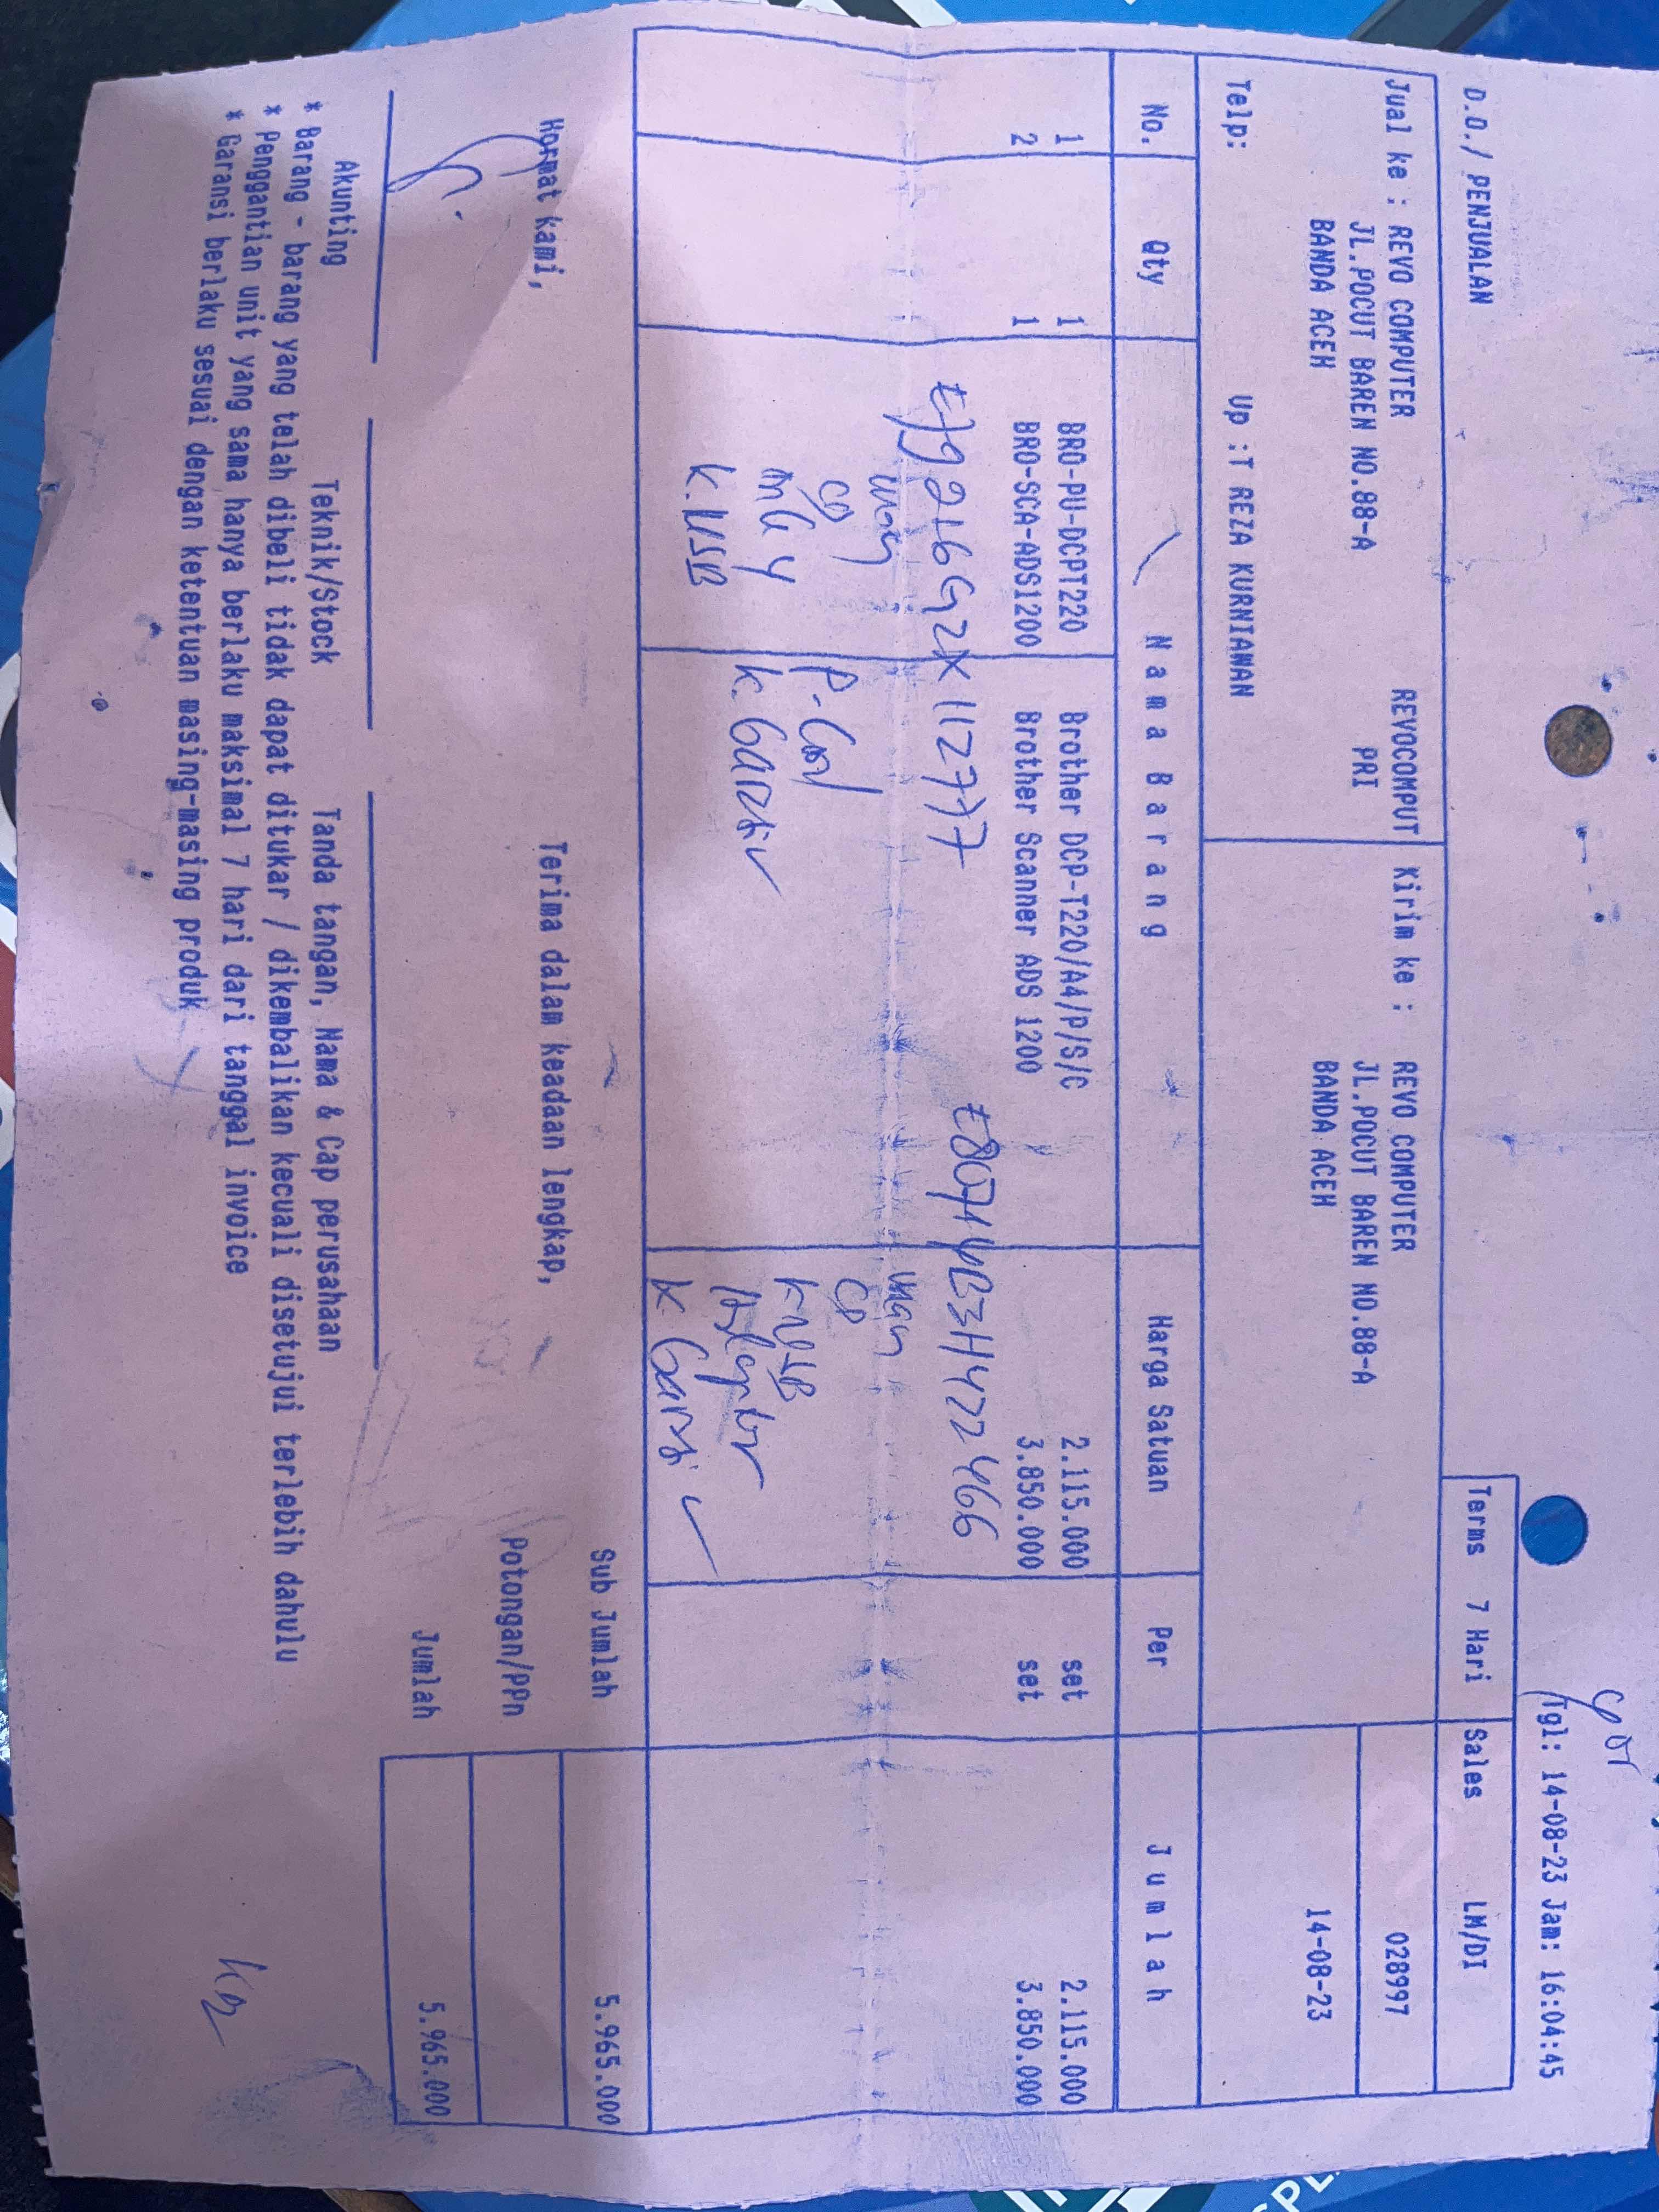 Tgl: 14-08-23 Jam: 16:04:45
D.O./ PENJUALAN
Terms 7 Hari Sales LM/DI
Jual ke : REVO COMPUTER REVOCOMPUT Kirim ke : REVO COMPUTER 028997
JL.POCUT BAREN NO.88-A PRI JL.POCUT BAREN NO.88-A
BANDA ACEH BANDA ACEH 14-08-23
Telp: Up :T REZA KURNIAWAN
No. Qty Nama Barang Harga Satuan Per Jumlah
1 1 BRO-PU-DCPT220 Brother DCP-T220/A4/P/S/C 2.115.000 set 2.115.000
2 1 BRO-SCA-ADS1200 Brother Scanner ADS 1200 3.850.000 set 3.850.000
CD
CD
K.USB
K. Garansi
K.USB
K Garansi
Sub Jumlah 5.965.000
Hormat kami, Terima dalam keadaan lengkap,
Potongan/PPn
Jumlah 5.965.000
Akunting Teknik/Stock Tanda tangan, Nama & Cap perusahaan
* Barang - barang yang telah dibeli tidak dapat ditukar / dikembalikan kecuali disetujui terlebih dahulu
* Penggantian unit yang sama hanya berlaku maksimal 7 hari dari tanggal invoice
* Garansi berlaku sesuai dengan ketentuan masing-masing produk